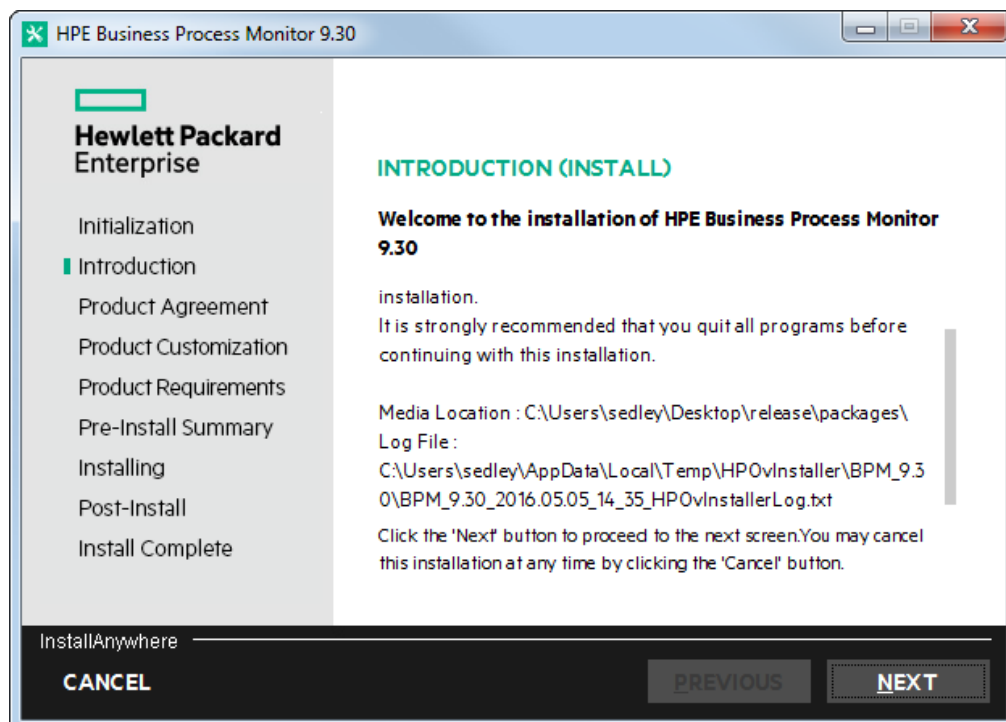 HPE Business Process Monitor 9.30
Hewlett Packard
Enterprise
Initialization
Introduction
Product Agreement
Product Customization
Product Requirements
Pre-Install Summary
Installing
Post-Install
Install Complete
INTRODUCTION (INSTALL)
Welcome to the installation of HPE Business Process Monitor
9.30
installation.
It is strongly recommended that you quit all programs before
continuing with this installation.
Media Location : C:\Users\sedley\Desktop\release\packages\
Log File :
C:\Users\sedley\AppData\Local\Temp\HPOvInstaller\BPM_9.3
0\BPM_9.30_2016.05.05_14_35_HPOvInstallerLog.txt
Click the 'Next' button to proceed to the next screen.You may cancel
this installation at any time by clicking the 'Cancel' button.
InstallAnywhere
CANCEL
PREVIOUS
NEXT